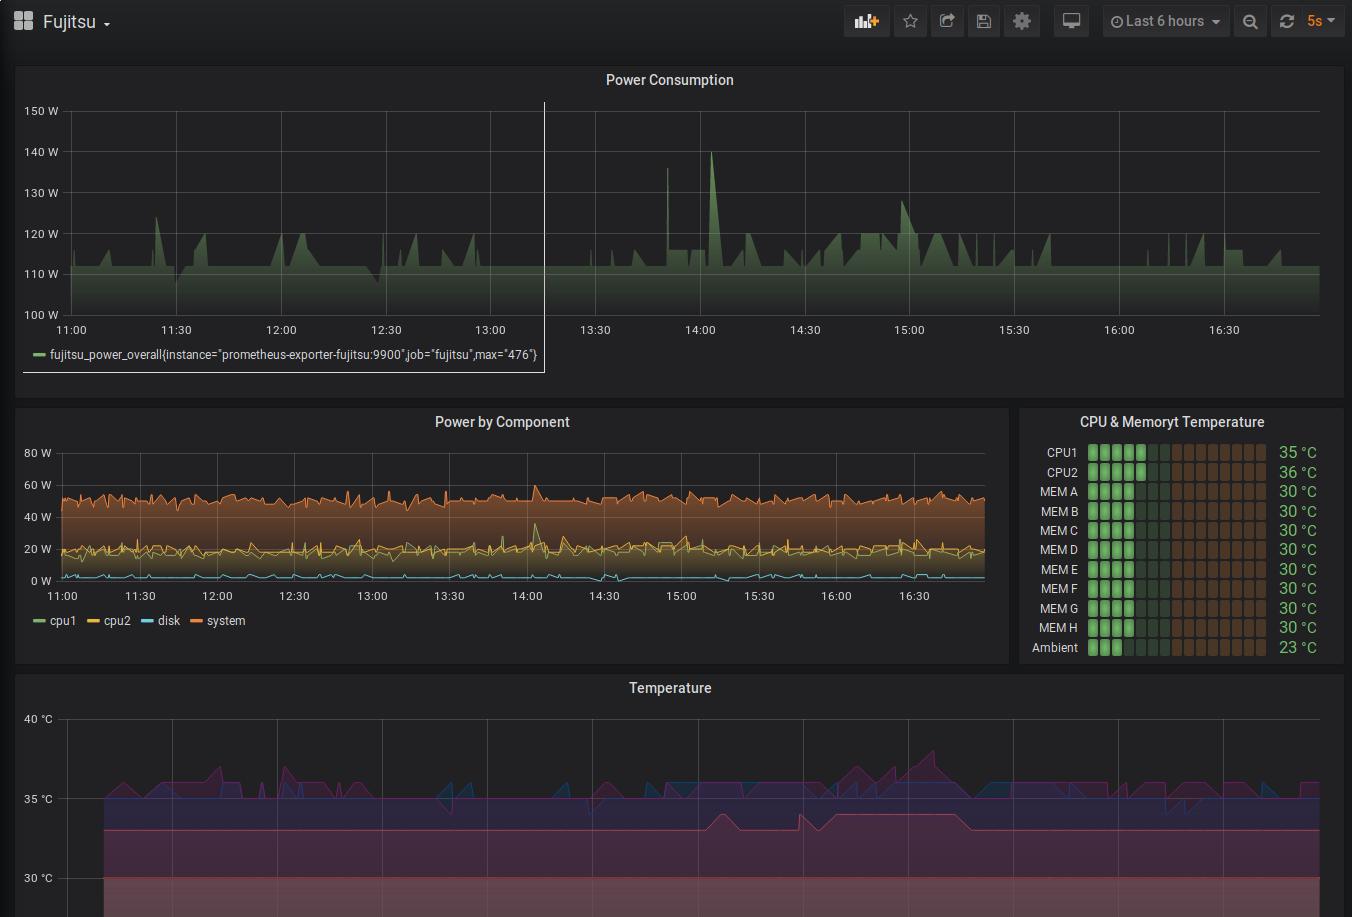 Fujitsu
Last 6 hours
5s
Power Consumption
150 W
140 W
130 W
120 W
110 W
100 W
11:00 11:30 12:00 12:30 13:00 13:30 14:00 14:30 15:00 15:30 16:00 16:30
fujitsu_power_overall{instance="prometheus-exporter-fujitsu:9900",job="fujitsu",max="476"}
Power by Component
80 W
60 W
40 W
20 W
0 W
11:00 11:30 12:00 12:30 13:00 13:30 14:00 14:30 15:00 15:30 16:00 16:30
cpu1 cpu2 disk system
CPU & Memoryt Temperature
CPU1 35 °C
CPU2 36 °C
MEM A 30 °C
MEM B 30 °C
MEM C 30 °C
MEM D 30 °C
MEM E 30 °C
MEM F 30 °C
MEM G 30 °C
MEM H 30 °C
Ambient 23 °C
Temperature
40 °C
35 °C
30 °C